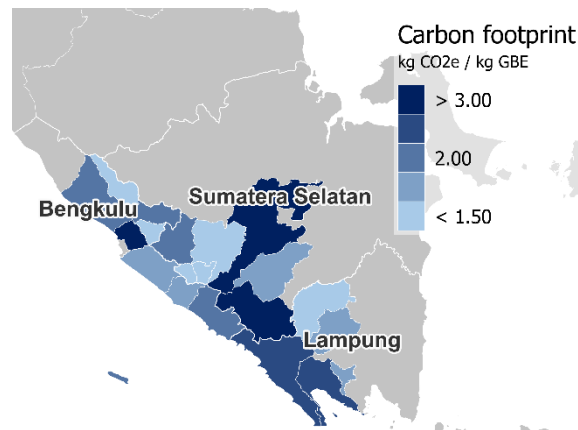 Carbon footprint
kg CO2e / kg GBE
> 3.00
2.00
< 1.50
Sumatera Selatan
Bengkulu
Lampung